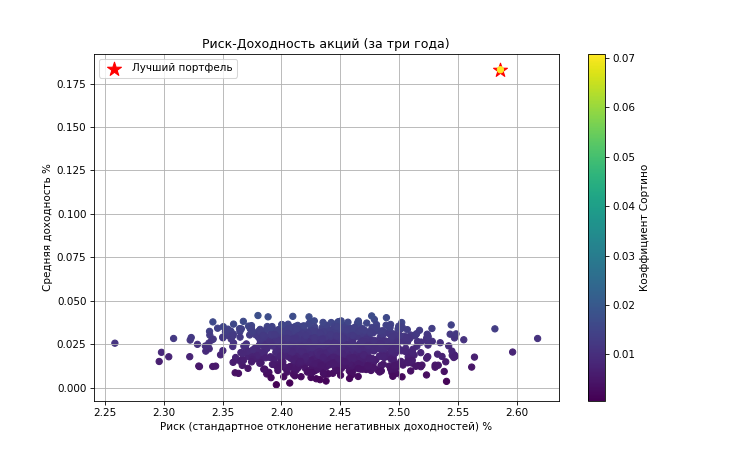 Риск-Доходность акций (за три года)
Лучший портфель
Средняя доходность %
0.175
0.150
0.125
0.100
0.075
0.050
0.025
0.000
2.25 2.30 2.35 2.40 2.45 2.50 2.55 2.60
Риск (стандартное отклонение негативных доходностей) %
0.07
0.06
0.05
0.04
0.03
0.02
0.01
Коэффициент Сортино